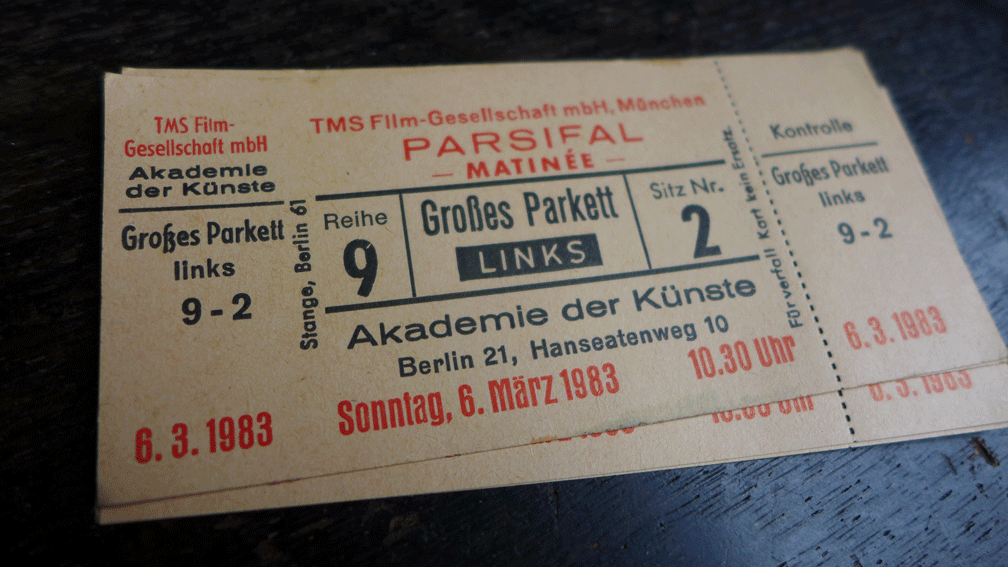 TMS Film-
Gesellschaft mbH
Akademie
der Künste
Großes Parkett
links
9-2
6.3.1983
Stange, Berlin 61
TMS Film-Gesellschaft mbH, München
PARSIFAL
— MATINÉE —
Reihe
9
Großes Parkett
LINKS
Sitz Nr.
2
Akademie der Künste
Berlin 21, Hanseatenweg 10
Sonntag, 6. März 1983 10.30 Uhr
Für verfall Kart kein Ersatz.
Kontrolle
Großes Parkett
links
9-2
6.3.1983
6.3.1983